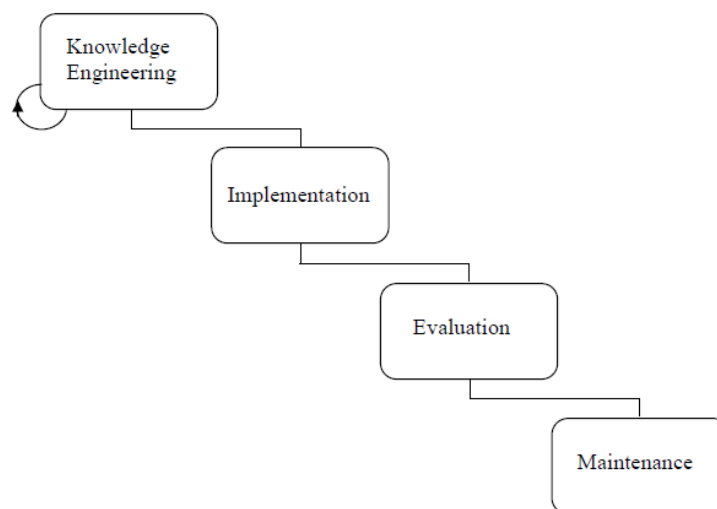 Knowledge
Engineering
Implementation
Evaluation
Maintenance